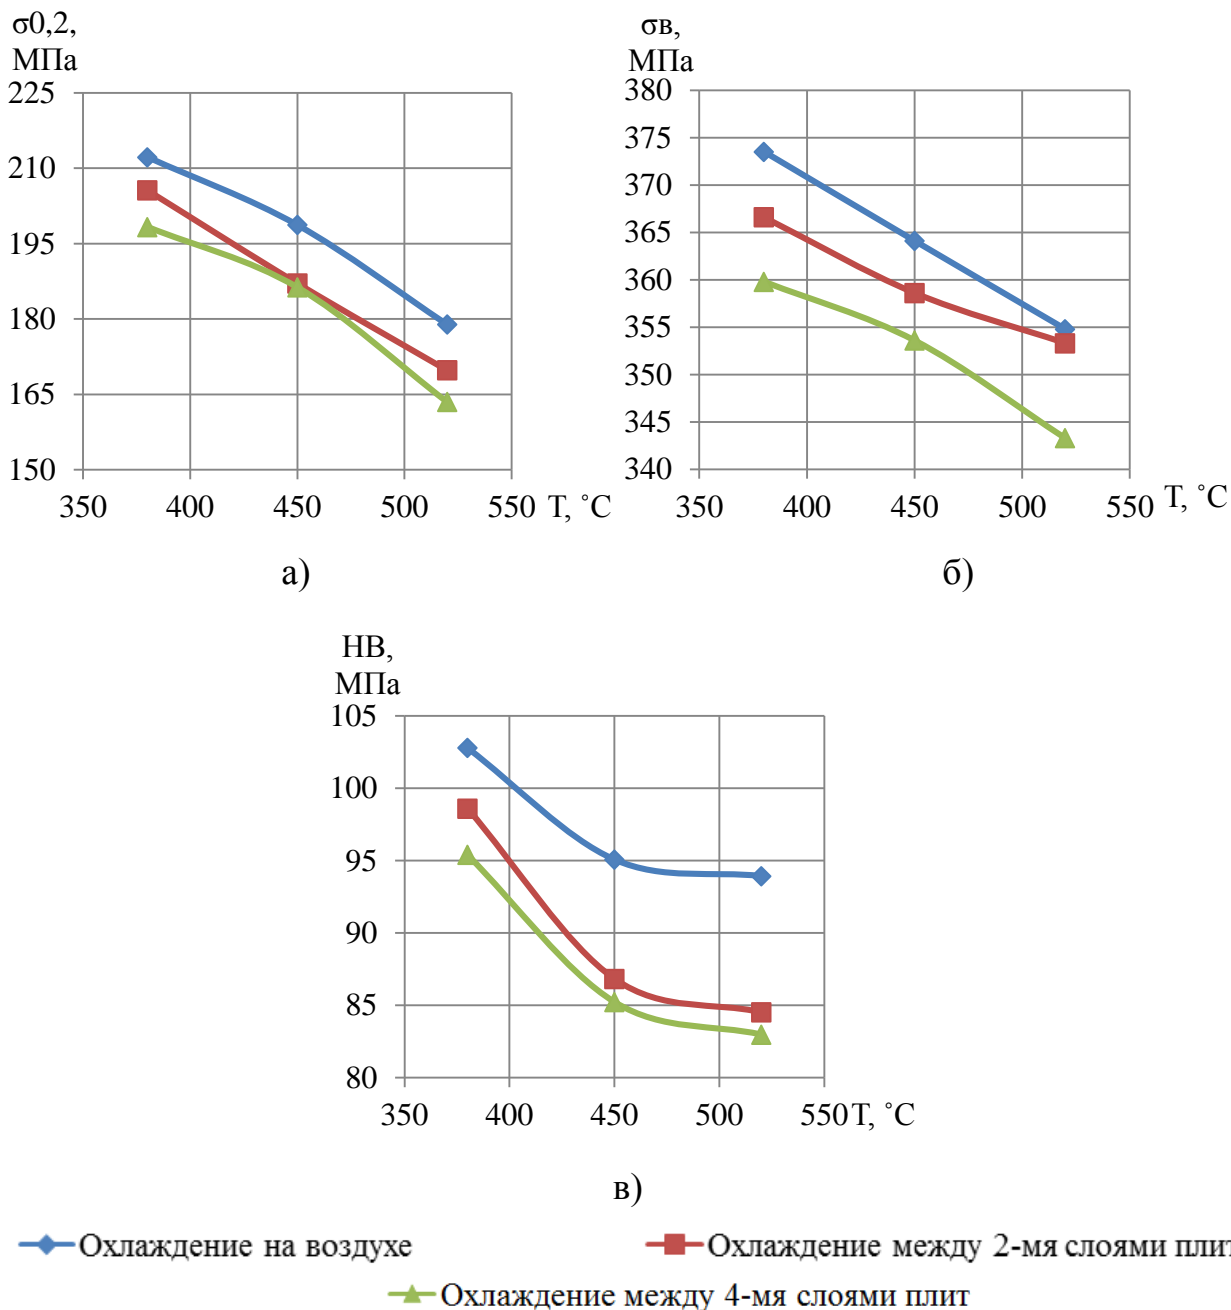 σ0,2,
МПа
225
210
195
180
165
150
350 400 450 500 550 T, ˚C
а)
σв,
МПа
380
375
370
365
360
355
350
345
340
350 400 450 500 550 T, ˚C
б)
HB,
МПа
105
100
95
90
85
80
350 400 450 500 550 T, ˚C
в)
Охлаждение на воздухе
Охлаждение между 2-мя слоями плит
Охлаждение между 4-мя слоями плит